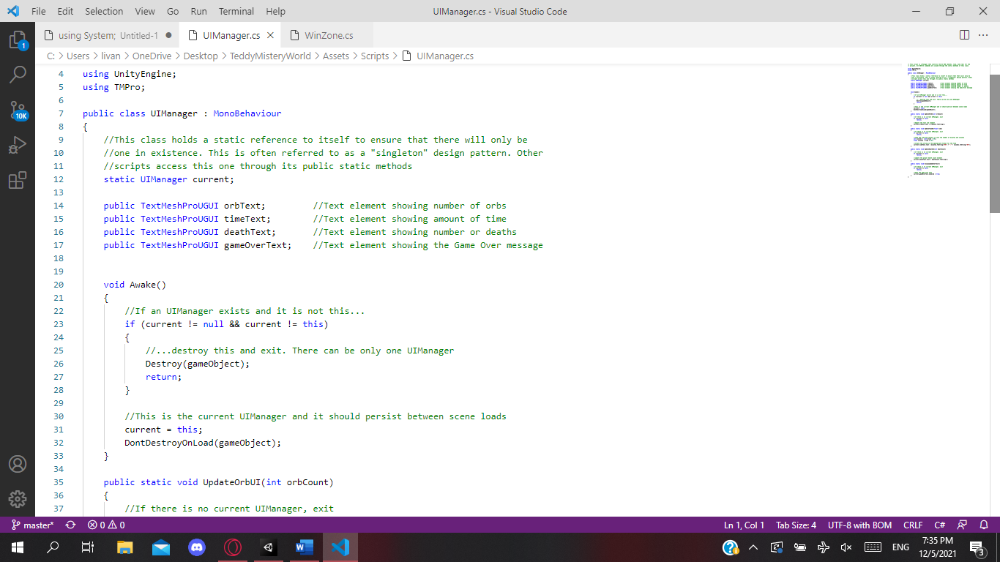 File Edit Selection View Go Run Terminal Help UIManager.cs - Visual Studio Code
using System; Untitled-1 UIManager.cs WinZone.cs
C: > Users > livan > OneDrive > Desktop > TeddyMisteryWorld > Assets > Scripts > UIManager.cs
4 using UnityEngine;
5 using TMPro;
6
7 public class UIManager : MonoBehaviour
8 {
9 //This class holds a static reference to itself to ensure that there will only be
10 //one in existence. This is often referred to as a "singleton" design pattern. Other
11 //scripts access this one through its public static methods
12 static UIManager current;
13
14 public TextMeshProUGUI orbText; //Text element showing number of orbs
15 public TextMeshProUGUI timeText; //Text element showing amount of time
16 public TextMeshProUGUI deathText; //Text element showing number or deaths
17 public TextMeshProUGUI gameOverText; //Text element showing the Game Over message
18
19
20 void Awake()
21 {
22 //If an UIManager exists and it is not this...
23 if (current != null && current != this)
24 {
25 //...destroy this and exit. There can be only one UIManager
26 Destroy(gameObject);
27 return;
28 }
29
30 //This is the current UIManager and it should persist between scene loads
31 current = this;
32 DontDestroyOnLoad(gameObject);
33 }
34
35 public static void UpdateOrbUI(int orbCount)
36 {
37 //If there is no current UIManager, exit
1
10K
master* 0 0 Ln 1, Col 1 Tab Size: 4 UTF-8 with BOM CRLF C#
ENG 7:35 PM
12/5/2021 3